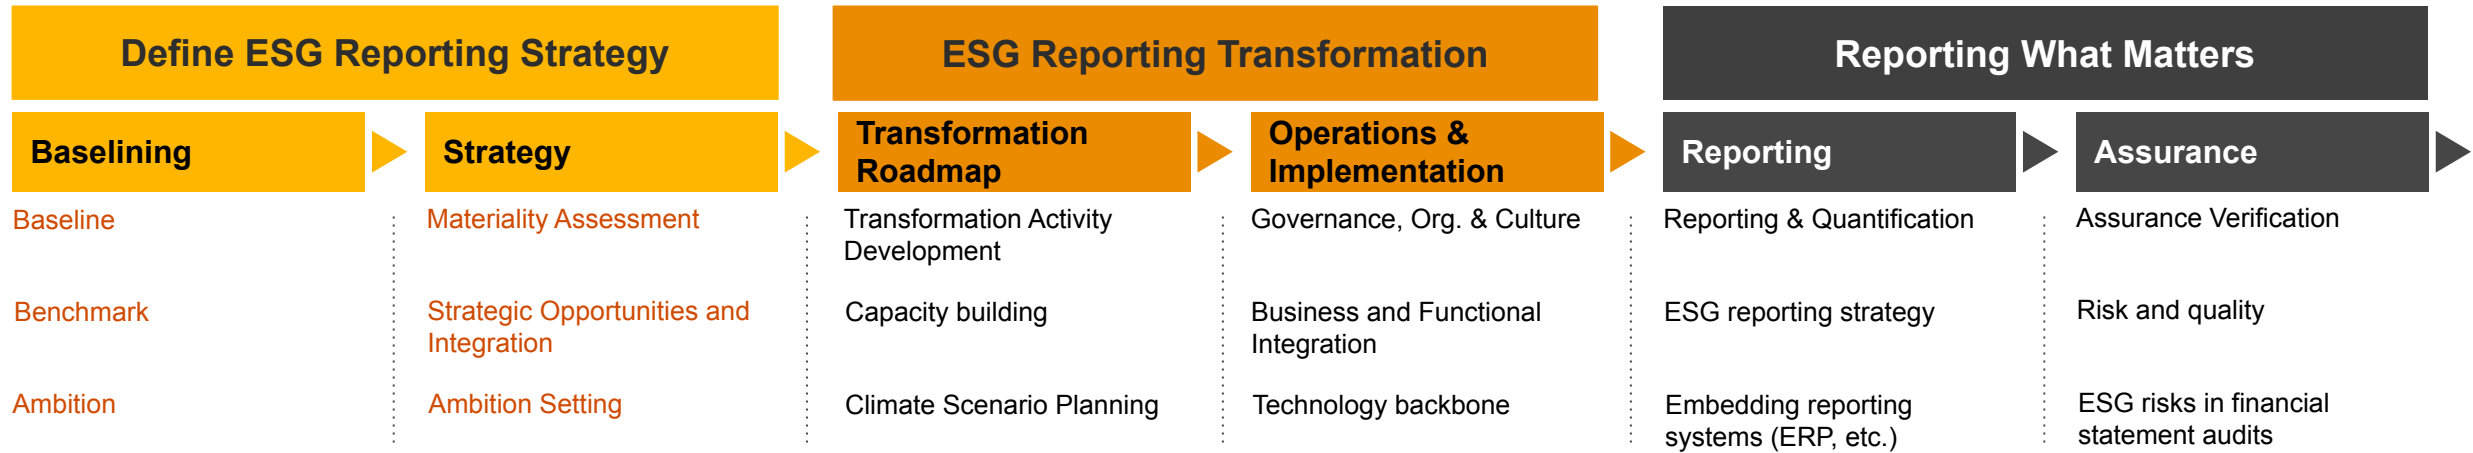 Define ESG Reporting Strategy
ESG Reporting Transformation
Reporting What Matters
Baselining
Strategy
Transformation
Roadmap
Operations &
Implementation
Reporting
Assurance
Baseline
Materiality Assessment
Transformation Activity
Development
Governance, Org. & Culture
Reporting & Quantification
Assurance Verification
Benchmark
Strategic Opportunities and
Integration
Capacity building
Business and Functional
Integration
ESG reporting strategy
Risk and quality
Ambition
Ambition Setting
Climate Scenario Planning
Technology backbone
Embedding reporting
systems (ERP, etc.)
ESG risks in financial
statement audits